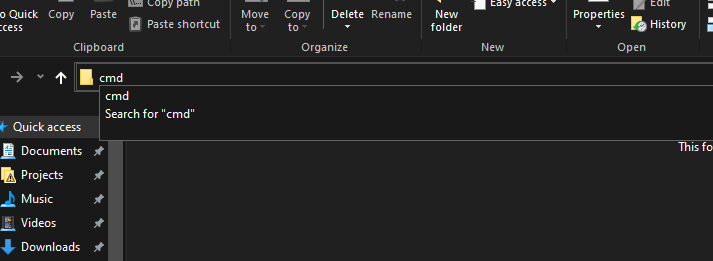 to Quick
access
Copy
Paste
Copy path
Paste shortcut
Clipboard
Move
to
Copy
to
Delete
Rename
Organize
New
folder
Easy access
New
Properties
Edit
History
Open
cmd
cmd
Search for "cmd"
Quick access
Documents
Projects
Music
Videos
Downloads
This fo